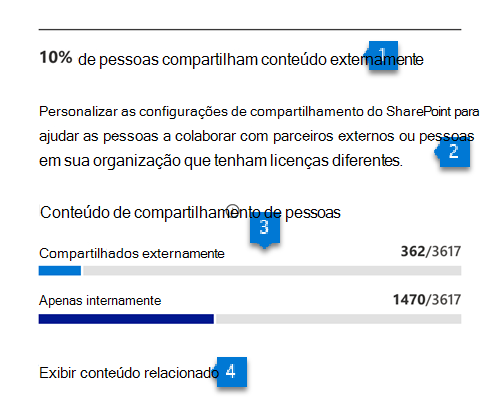 10% de pessoas compartilham conteúdo externamente 1
Personalizar as configurações de compartilhamento do SharePoint para
ajudar as pessoas a colaborar com parceiros externos ou pessoas
em sua organização que tenham licenças diferentes. 2
Conteúdo de compartilhamento de pessoas
3
Compartilhados externamente 362/3617
Apenas internamente 1470/3617
Exibir conteúdo relacionado 4